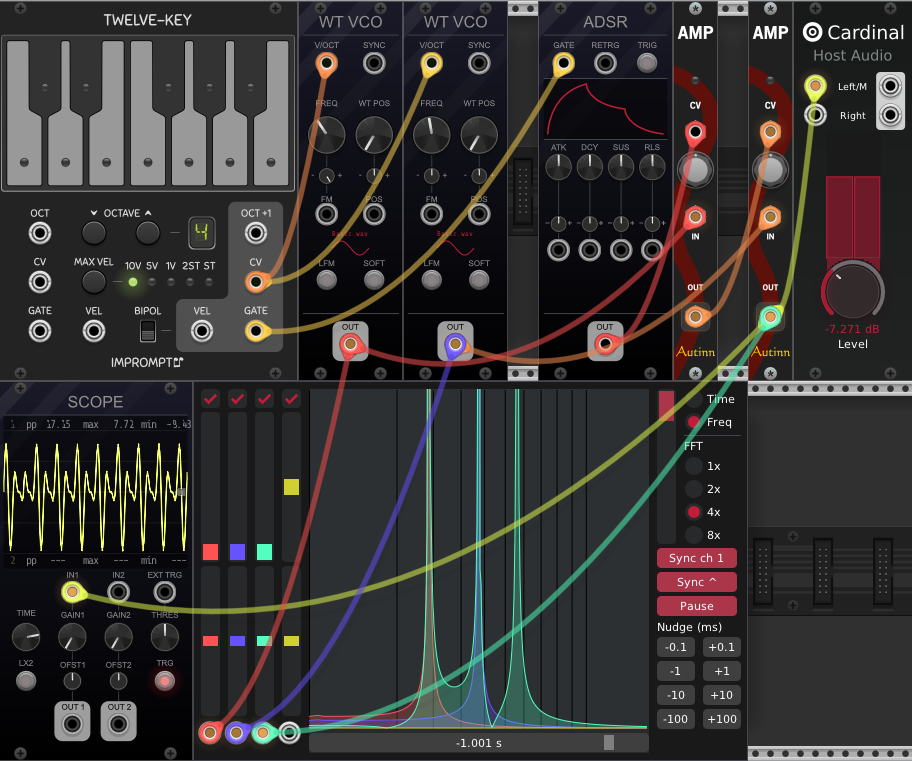 TWELVE-KEY
OCT
OCTAVE
4
OCT +1
CV
MAX VEL
10V 5V 1V 2ST ST
CV
GATE
VEL
BIPOL
VEL
GATE
IMPROMPTU
WT VCO
V/OCT
SYNC
FREQ
WT POS
FM
POS
Basic.wav
LFM
SOFT
OUT
WT VCO
V/OCT
SYNC
FREQ
WT POS
FM
POS
Basic.wav
LFM
SOFT
OUT
ADSR
GATE
RETRG
TRIG
ATK
DCY
SUS
RLS
OUT
AMP
CV
IN
OUT
Autinn
AMP
CV
IN
OUT
Autinn
Cardinal
Host Audio
Left/M
Right
-7.271 dB
Level
SCOPE
1 pp 17.15 max 7.72 min -9.43
2 pp --- max --- min ---
IN1
IN2
EXT TRG
TIME
GAIN1
GAIN2
THRES
LX2
OFST1
OFST2
TRG
OUT 1
OUT 2
-1.001 s
Time
Freq
FFT
1x
2x
4x
8x
Sync ch 1
Sync ^
Pause
Nudge (ms)
-0.1
+0.1
-1
+1
-10
+10
-100
+100